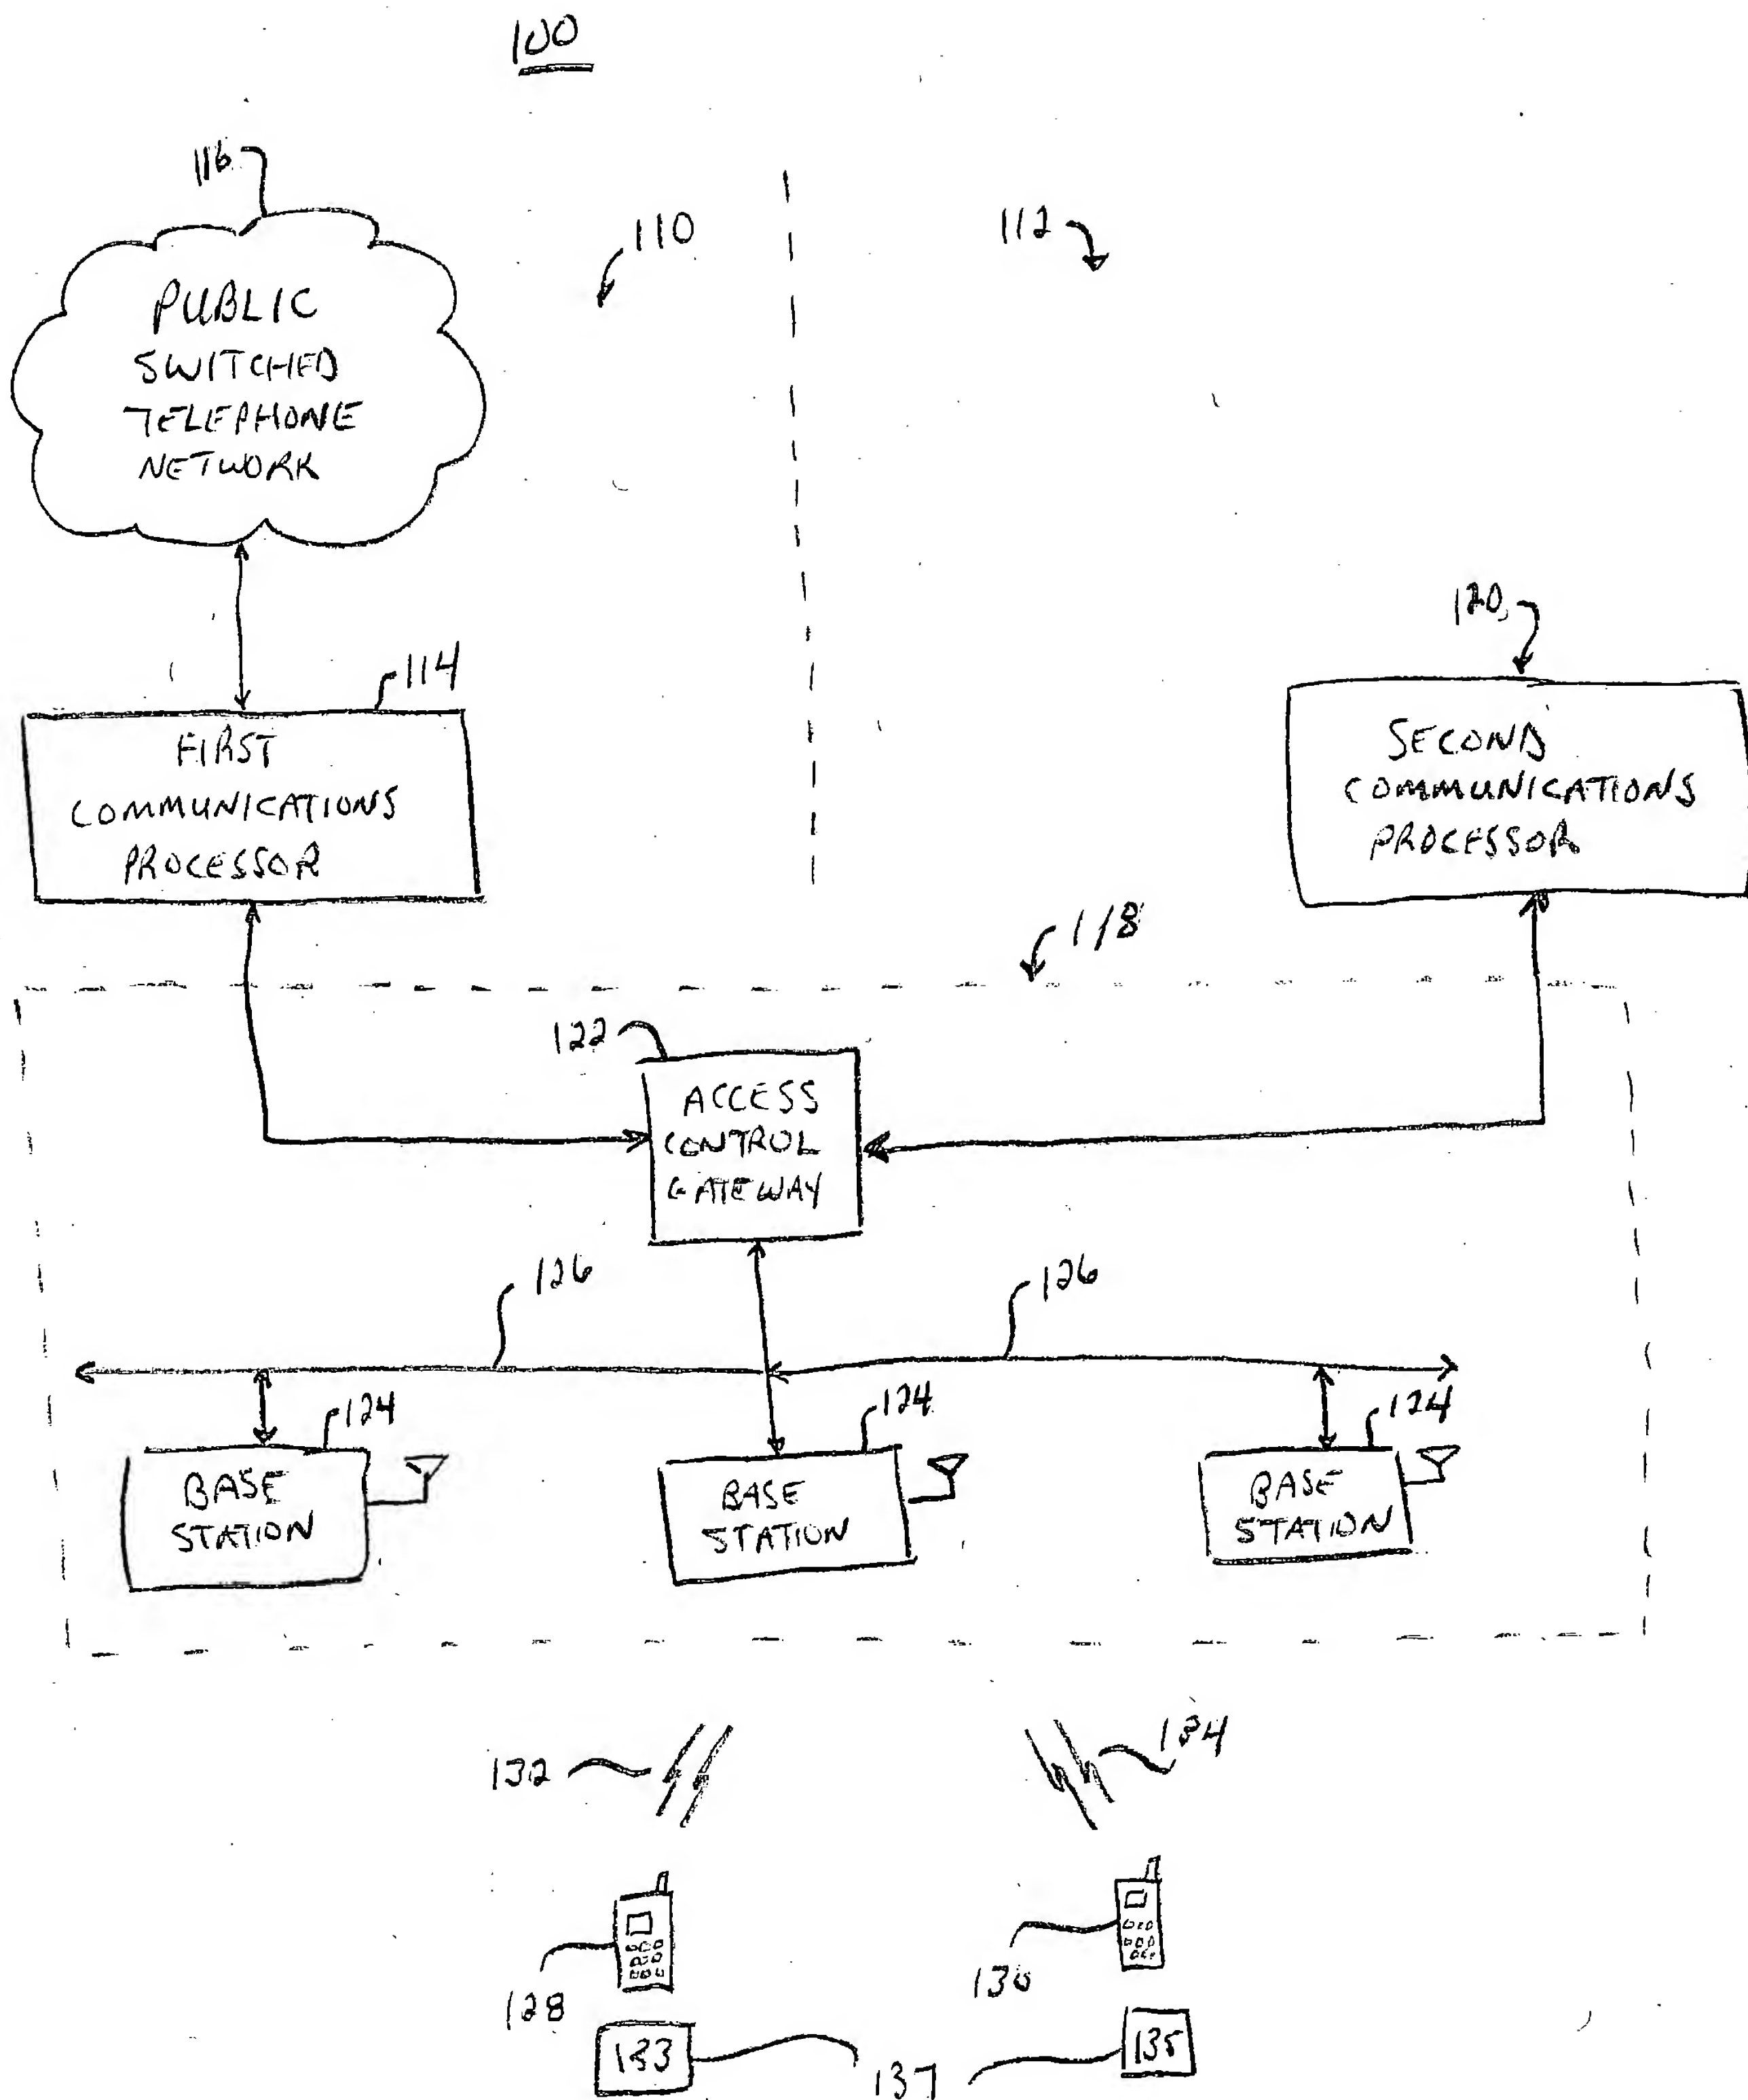 100
116
110
112
PUBLIC
SWITCHED
TELEPHONE
NETWORK
120
114
FIRST
COMMUNICATIONS
PROCESSOR
SECOND
COMMUNICATIONS
PROCESSOR
118
122
ACCESS
CONTROL
GATEWAY
126
126
124
124
124
BASE
STATION
BASE
STATION
BASE
STATION
132
134
128
130
133
135
137